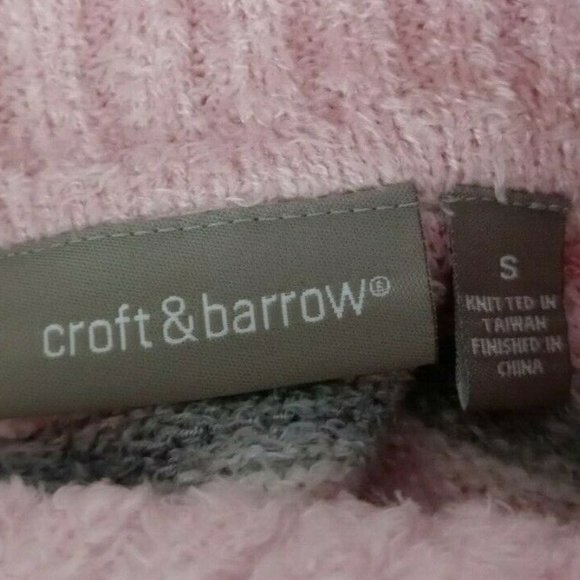 croft & barrow®
S
KNITTED IN
TAIWAN
FINISHED IN
CHINA